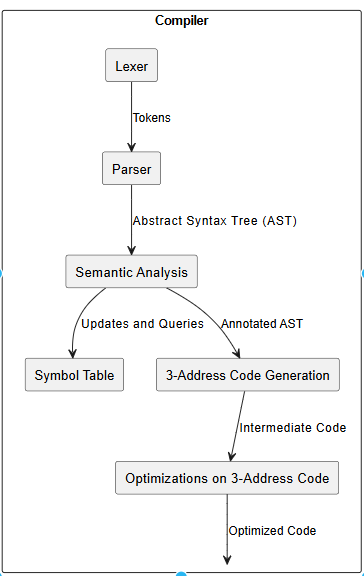 Compiler
Lexer
Tokens
Parser
Abstract Syntax Tree (AST)
Semantic Analysis
Updates and Queries
Annotated AST
Symbol Table
3-Address Code Generation
Intermediate Code
Optimizations on 3-Address Code
Optimized Code